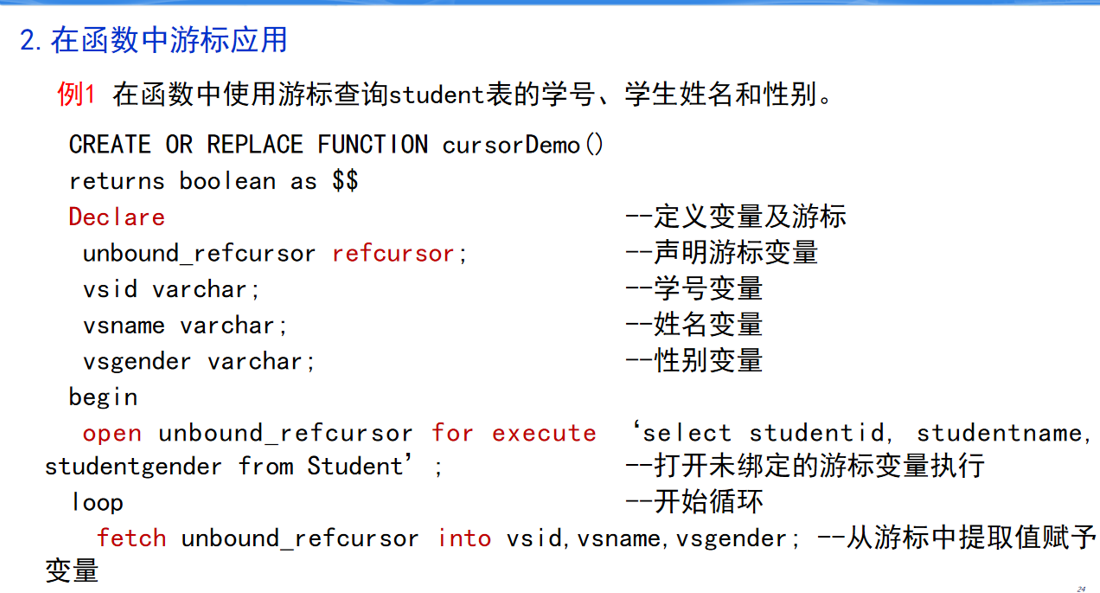 2. 在函数中游标应用
例1 在函数中使用游标查询student表的学号、学生姓名和性别。
CREATE OR REPLACE FUNCTION cursorDemo()
returns boolean as $$
Declare --定义变量及游标
unbound_refcursor refcursor; --声明游标变量
vsid varchar; --学号变量
vsname varchar; --姓名变量
vsgender varchar; --性别变量
begin
open unbound_refcursor for execute ‘select studentid, studentname,
studentgender from Student’; --打开未绑定的游标变量执行
loop --开始循环
fetch unbound_refcursor into vsid,vsname,vsgender; --从游标中提取值赋予
变量
24